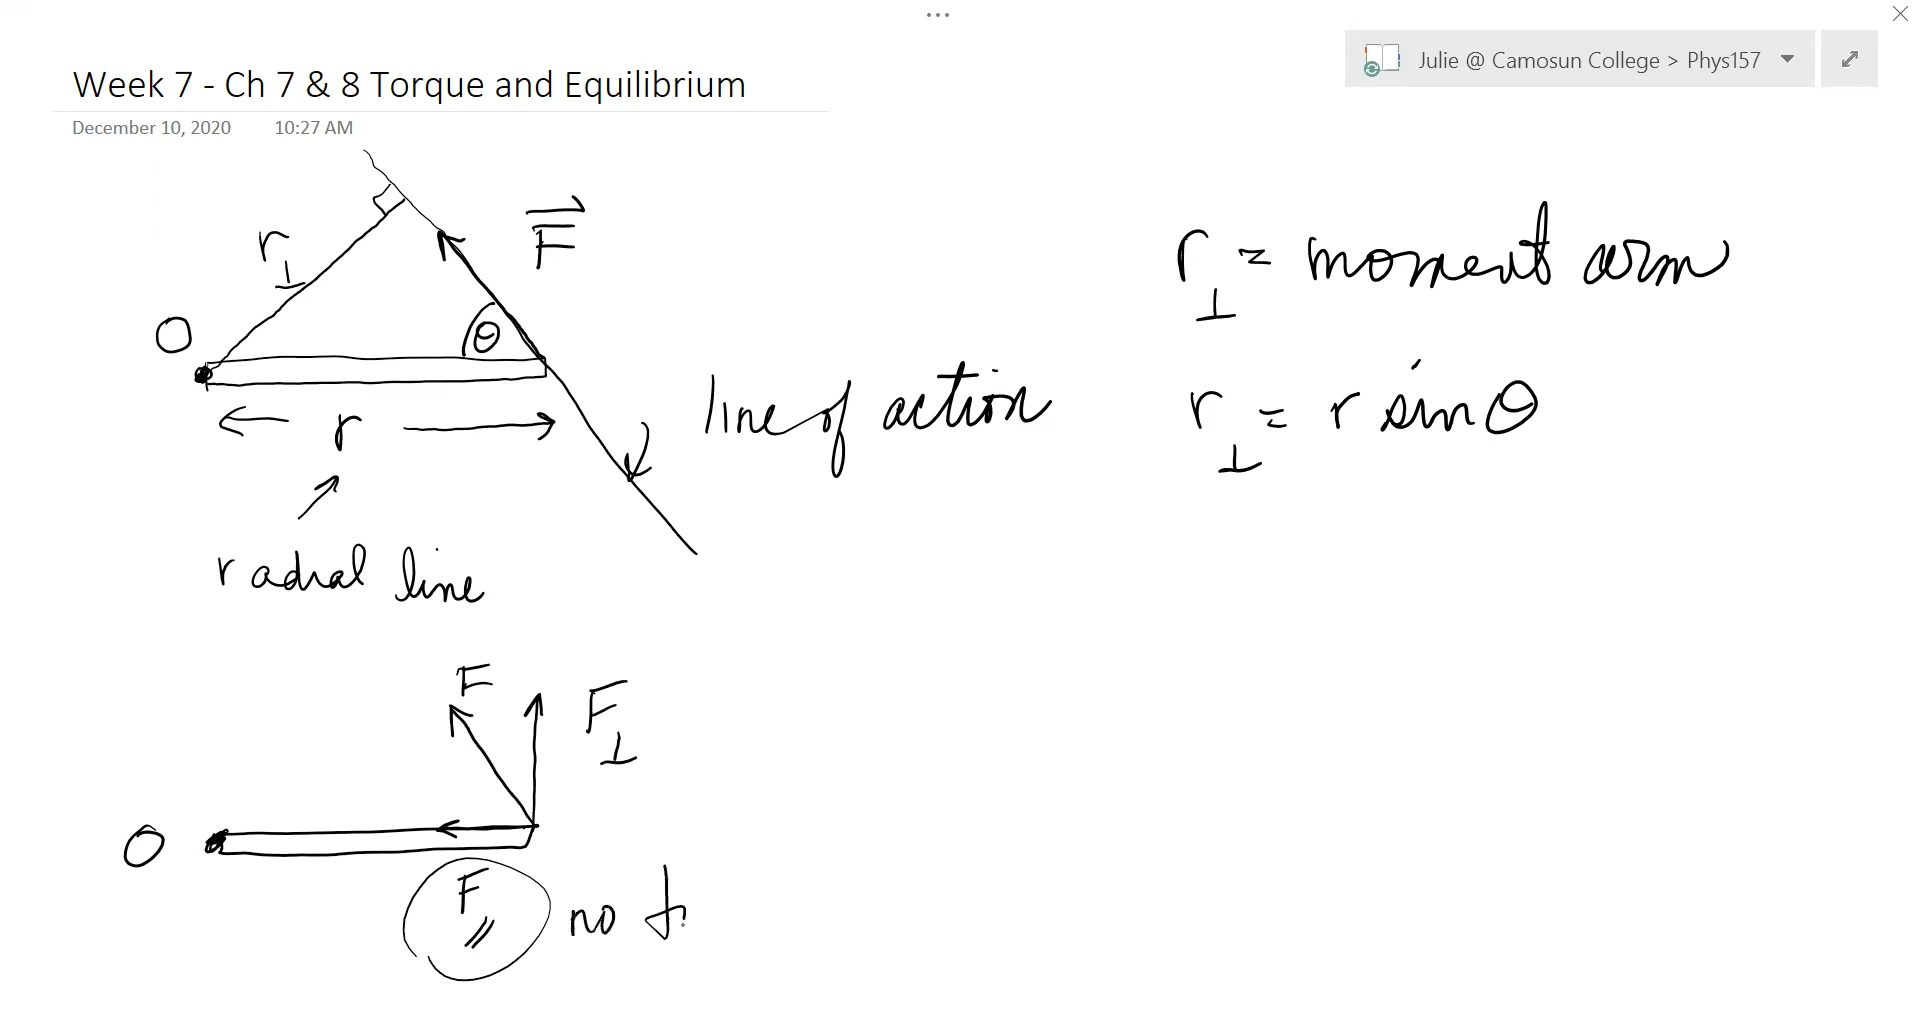 Julie @ Camosun College > Phys157
Week 7 - Ch 7 & 8 Torque and Equilibrium
December 10, 2020 10:27 AM
r⊥
F⃗
r⊥ = moment arm
O
θ
r
line of action
r⊥ = r sin θ
radial line
F
F⊥
O
F//
no t